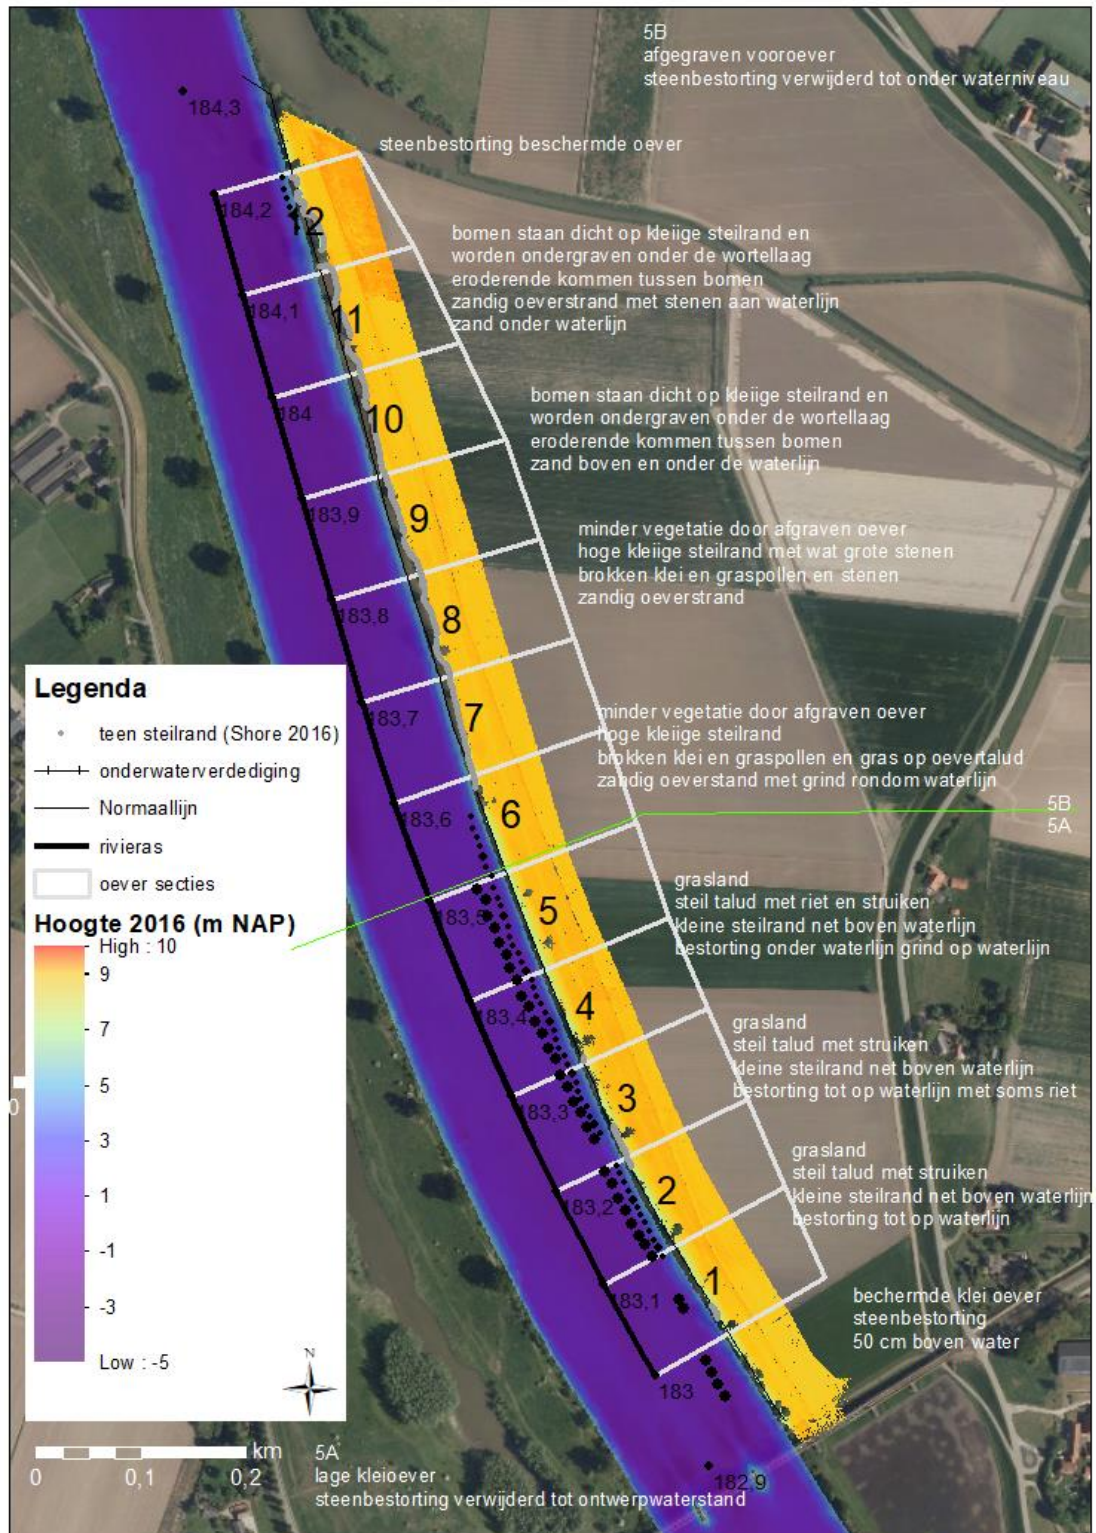 5B
afgegraven vooroever
steenbestorting verwijderd tot onder waterniveau
184,3
steenbestorting beschermde oever
184,2
12
bomen staan dicht op kleiige steilrand en
worden ondergraven onder de wortellaag
eroderende kommen tussen bomen
zandig oeverstrand met stenen aan waterlijn
zand onder waterlijn
184,1
11
184
10
bomen staan dicht op kleiige steilrand en
worden ondergraven onder de wortellaag
eroderende kommen tussen bomen
zand boven en onder de waterlijn
183,9
9
minder vegetatie door afgraven oever
hoge kleiige steilrand met wat grote stenen
brokken klei en graspollen en stenen
zandig oeverstrand
183,8
8
183,7
7
minder vegetatie door afgraven oever
hoge kleiige steilrand
brokken klei en graspollen en gras op oevertalud
zandig oeverstand met grind rondom waterlijn
183,6
6
5B
5A
183,5
5
grasland
steil talud met riet en struiken
kleine steilrand net boven waterlijn
bestorting onder waterlijn grind op waterlijn
183,4
4
grasland
steil talud met struiken
kleine steilrand net boven waterlijn
bestorting tot op waterlijn met soms riet
183,3
3
grasland
steil talud met struiken
kleine steilrand net boven waterlijn
bestorting tot op waterlijn
183,2
2
183,1
1
bechermde klei oever
steenbestorting
50 cm boven water
183
182,9
Legenda
teen steilrand (Shore 2016)
onderwaterverdediging
Normaallijn
rivieras
oever secties
Hoogte 2016 (m NAP)
High : 10
9
7
5
3
1
-1
-3
Low : -5
N
0
km
0 0,1 0,2
5A
lage kleioever
steenbestorting verwijderd tot ontwerpwaterstand